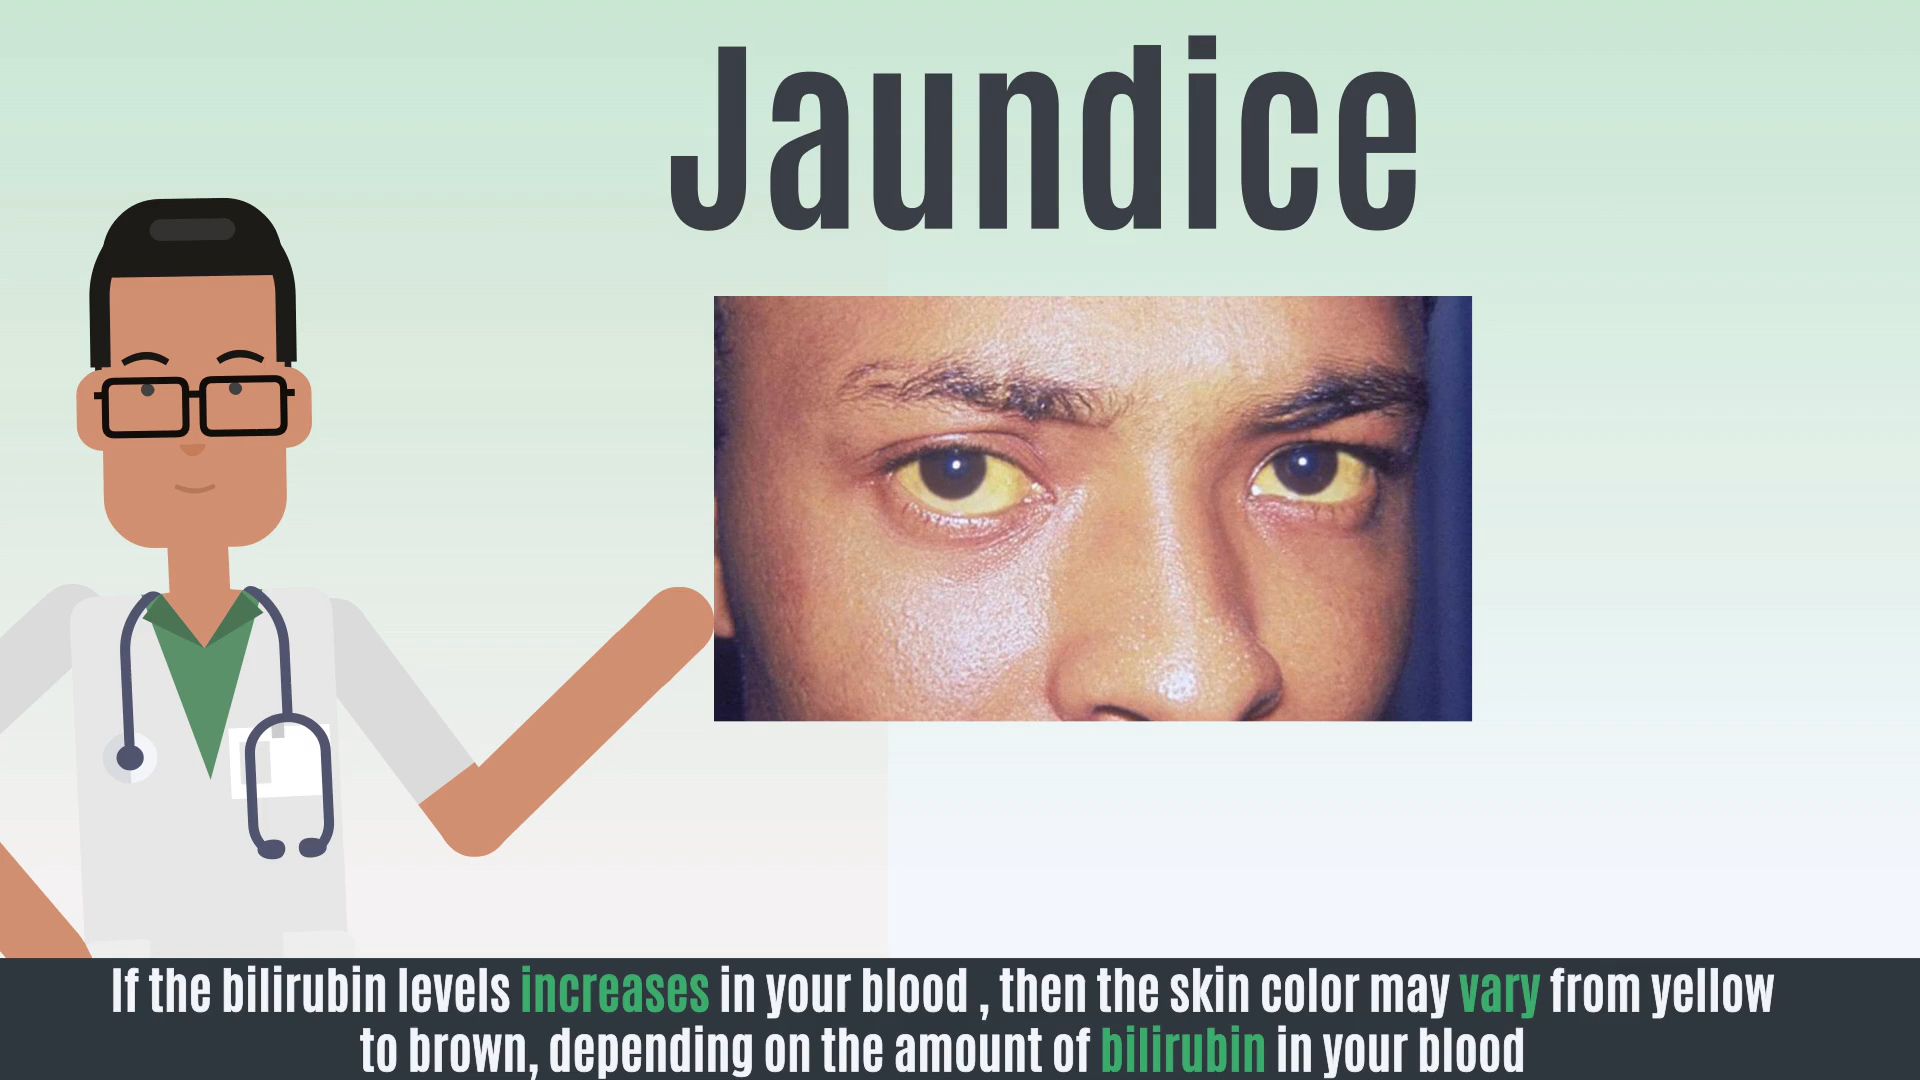 Jaundice
If the bilirubin levels increases in your blood , then the skin color may vary from yellow
to brown, depending on the amount of bilirubin in your blood